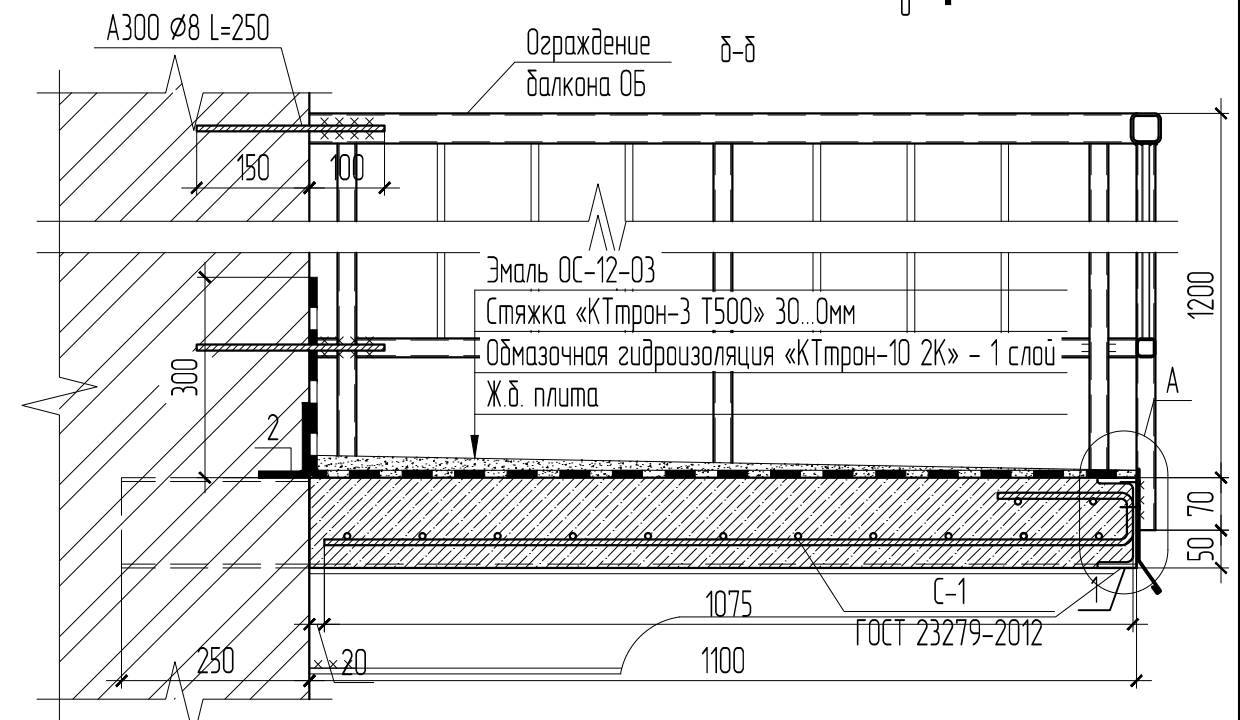 А300 Ø8 L=250
Ограждение
балкона ОБ
б-б
150
100
Эмаль ОС-12-03
Стяжка «КТтрон-3 Т500» 30...0мм
Обмазочная гидроизоляция «КТтрон-10 2К» - 1 слой
Ж.б. плита
1200
300
А
2
70
50
1
С-1
1075
ГОСТ 23279-2012
250
20
1100